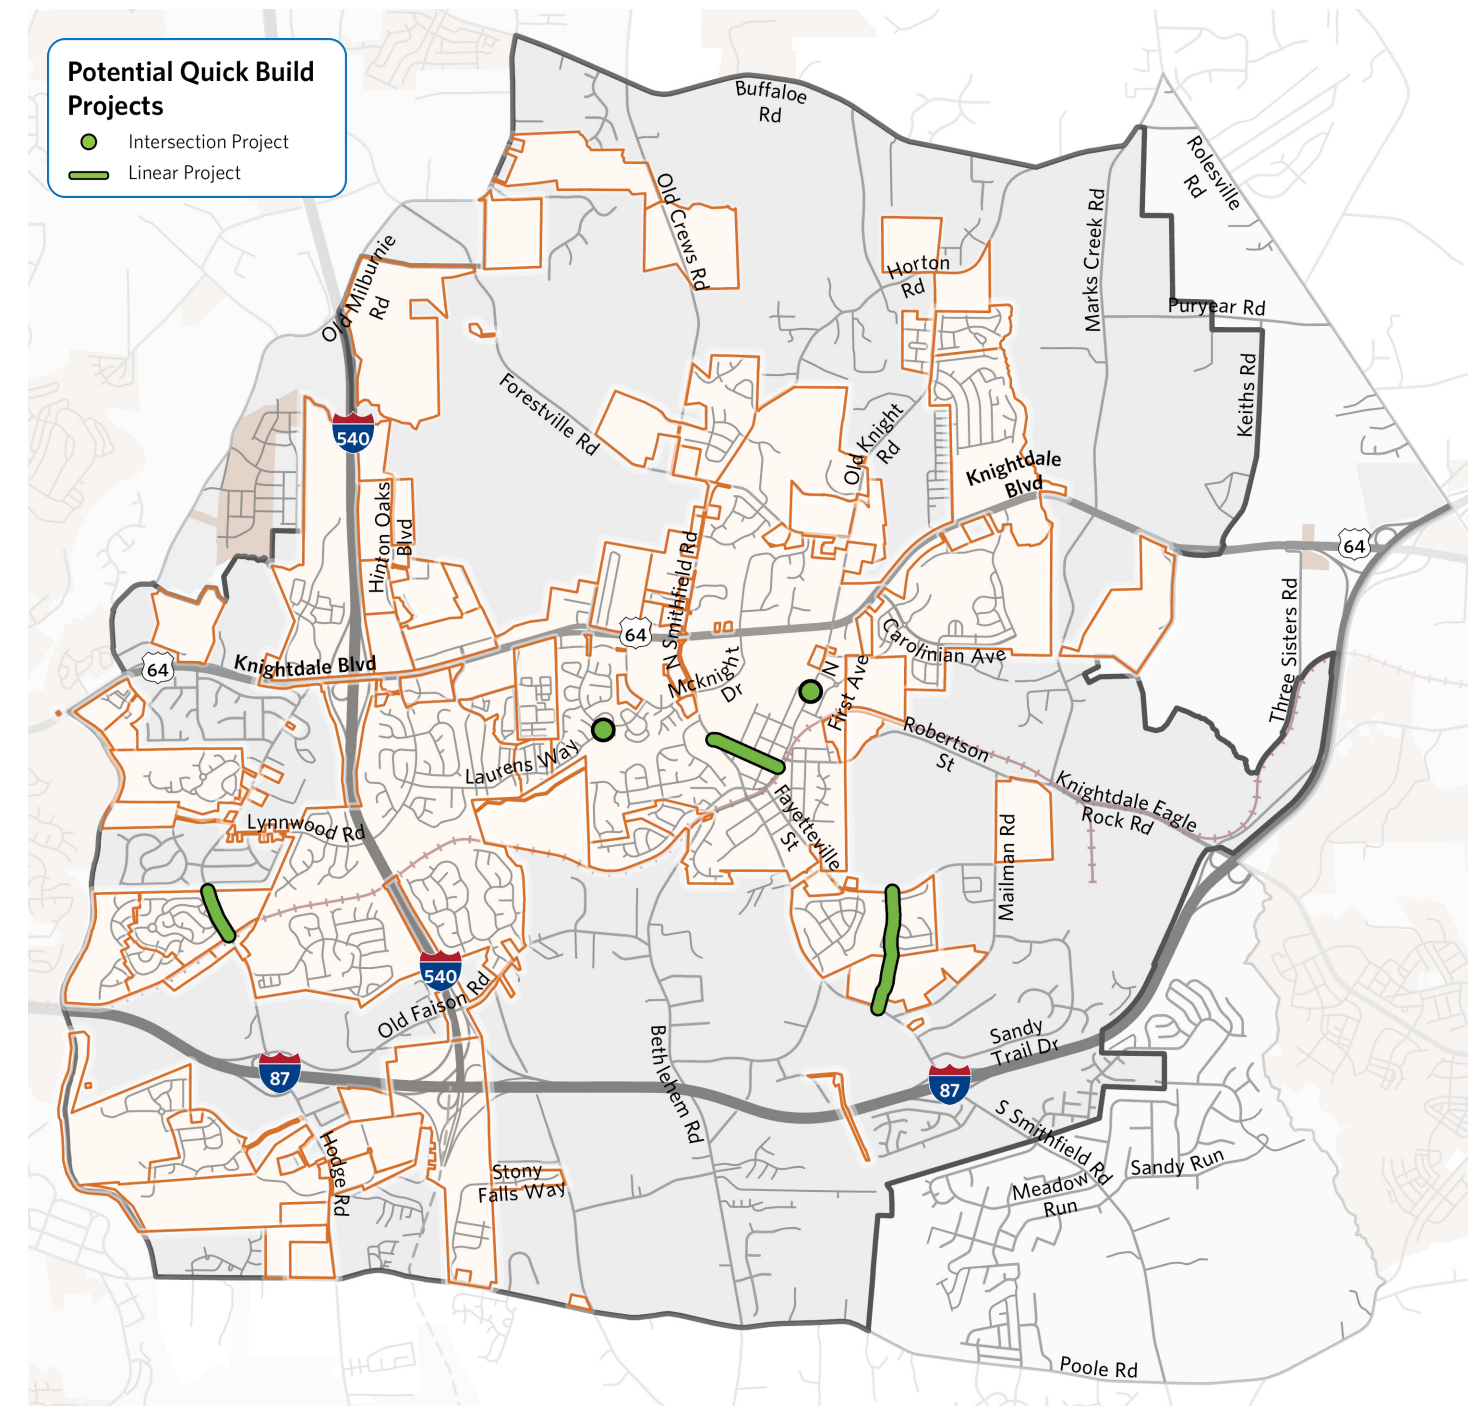 Potential Quick Build
Projects
Intersection Project
Linear Project
Buffaloe
Rd
Rolesville
Rd
Old Crews Rd
Marks Creek Rd
Old Milburnie
Rd
Horton
Rd
Puryear Rd
Keiths Rd
Forestville Rd
Old Knight
Rd
540
Knightdale
Blvd
Hinton Oaks
Blvd
N Smithfield Rd
64
64
Three Sisters Rd
Carolinian Ave
64
Knightdale Blvd
Mcknight
Dr
N
First Ave
Robertson
St
Laurens Way
Knightdale Eagle
Rock Rd
Lynnwood Rd
Fayetteville
St
Mailman Rd
540
Old Faison Rd
Bethlehem Rd
Sandy
Trail Dr
87
87
S Smithfield Rd
Hodge Rd
Stony
Falls Way
Sandy Run
Meadow
Run
Poole Rd